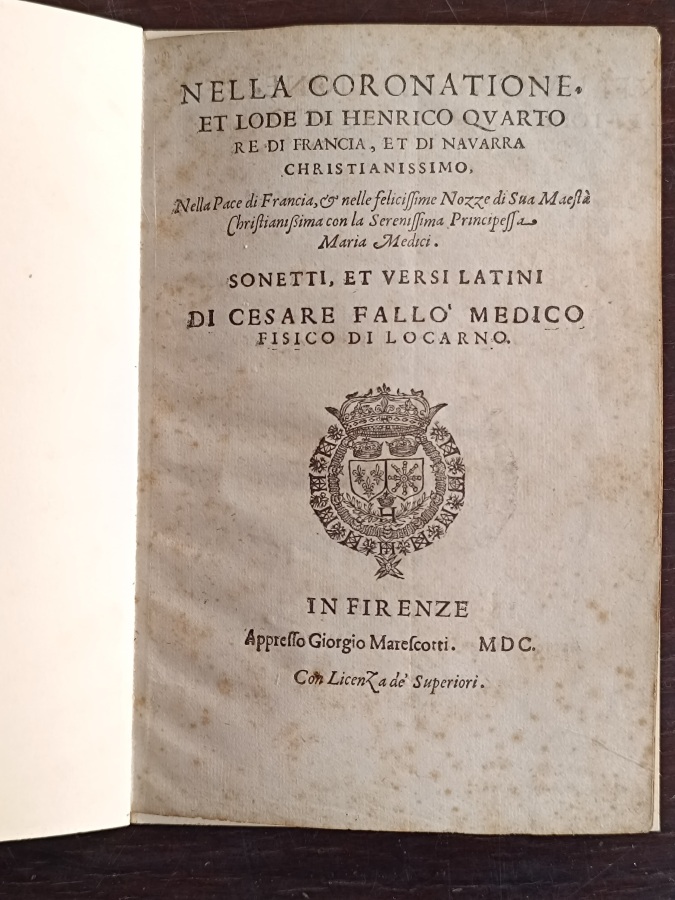 NELLA CORONATIONE.
ET LODE DI HENRICO QVARTO
RE DI FRANCIA, ET DI NAVARRA
CHRISTIANISSIMO,
Nella Pace di Francia, & nelle feliciſſime Nozze di Sua Maeſtà
Chriſtianiſsima con la Sereniſſima Principeſſa
Maria Medici.
SONETTI, ET VERSI LATINI
DI CESARE FALLO' MEDICO
FISICO DI LOCARNO.
H
IN FIRENZE
Appreſſo Giorgio Mareſcotti. MDC.
Con Licenza de' Superiori.